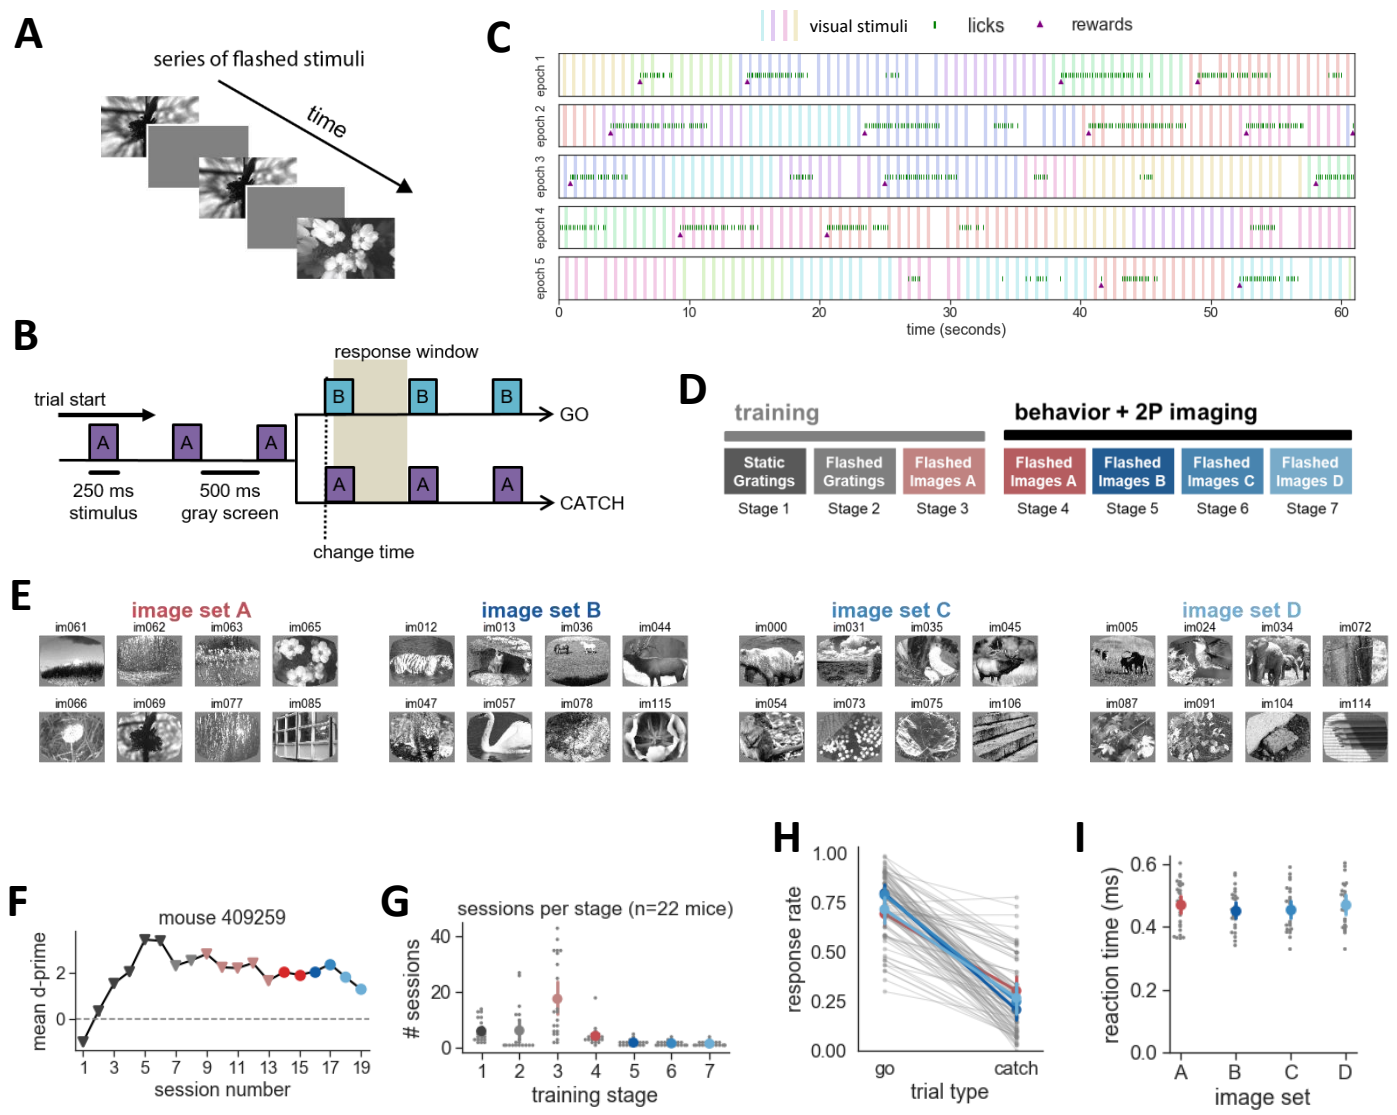 A
series of flashed stimuli
time
B
trial start
response window
A
A
A
B
B
B
GO
A
A
A
CATCH
250 ms
stimulus
500 ms
gray screen
change time
C
visual stimuli
licks
rewards
epoch 1
epoch 2
epoch 3
epoch 4
epoch 5
0
10
20
30
40
50
60
time (seconds)
D
training
behavior + 2P imaging
Static
Gratings
Flashed
Gratings
Flashed
Images A
Flashed
Images A
Flashed
Images B
Flashed
Images C
Flashed
Images D
Stage 1
Stage 2
Stage 3
Stage 4
Stage 5
Stage 6
Stage 7
E
image set A
im061
im062
im063
im065
im066
im069
im077
im085
image set B
im012
im013
im036
im044
im047
im057
im078
im115
image set C
im000
im031
im035
im045
im054
im073
im075
im106
image set D
im005
im024
im034
im072
im087
im091
im104
im114
F
mouse 409259
mean d-prime
2
0
1
3
5
7
9
11
13
15
17
19
session number
G
sessions per stage (n=22 mice)
# sessions
40
20
0
1
2
3
4
5
6
7
training stage
H
response rate
1.00
0.75
0.50
0.25
0.00
go
catch
trial type
I
reaction time (ms)
0.6
0.4
0.2
0.0
A
B
C
D
image set